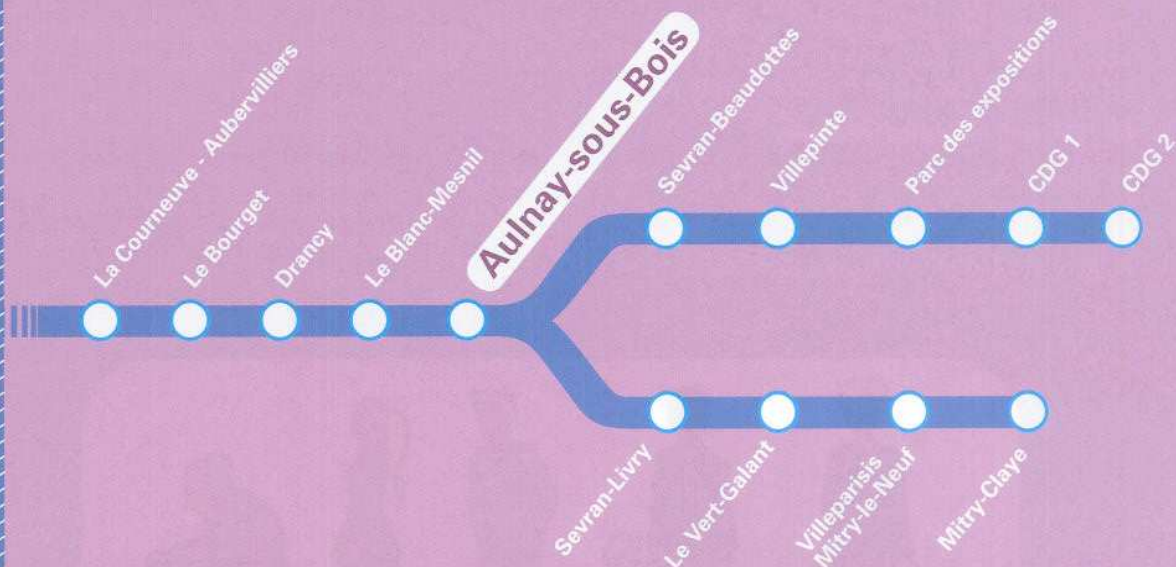 La Courneuve - Aubervilliers
Le Bourget
Drancy
Le Blanc-Mesnil
Aulnay-sous-Bois
Sevran-Beaudottes
Villepinte
Parc des expositions
CDG 1
CDG 2
Sevran-Livry
Le Vert-Galant
Villeparisis
Mitry-le-Neuf
Mitry-Claye